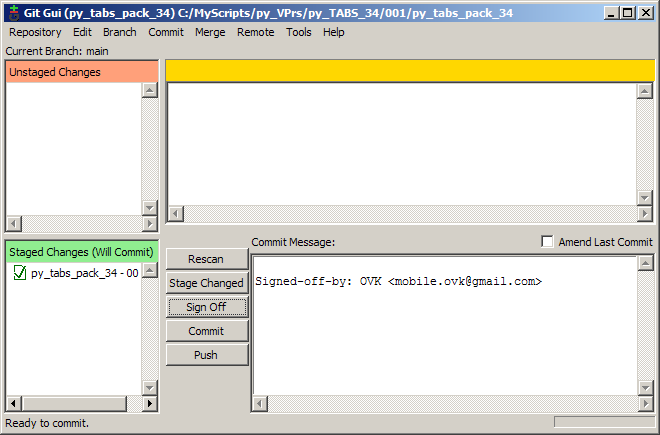 Git Gui (py_tabs_pack_34) C:/MyScripts/py_VPrs/py_TABS_34/001/py_tabs_pack_34
Repository Edit Branch Commit Merge Remote Tools Help
Current Branch: main
Unstaged Changes
Staged Changes (Will Commit)
py_tabs_pack_34 - 00
Rescan
Stage Changed
Sign Off
Commit
Push
Commit Message:
Amend Last Commit
Signed-off-by: OVK <mobile.ovk@gmail.com>
Ready to commit.